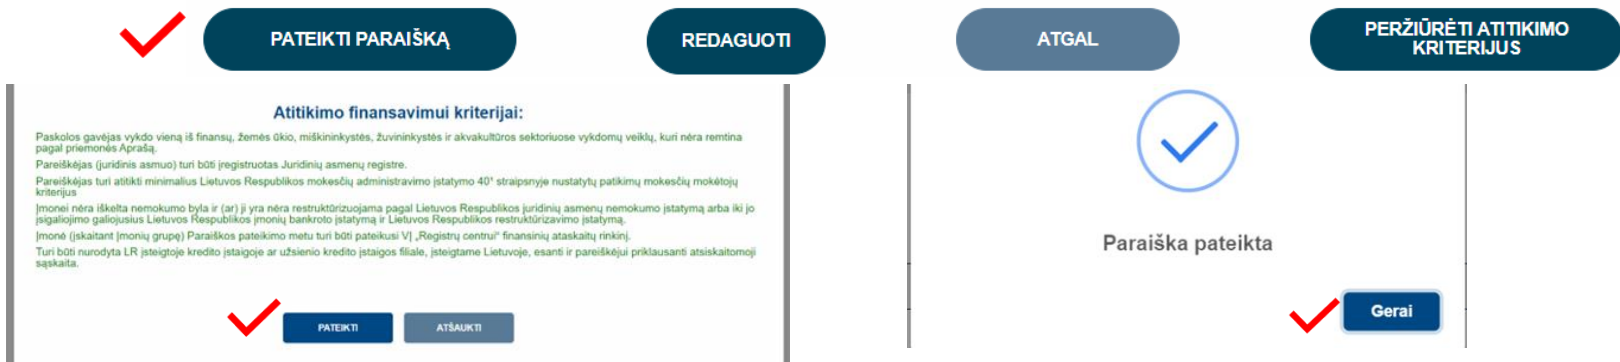 PATEIKTI PARAIŠKĄ
REDAGUOTI
ATGAL
PERŽIŪRĖTI ATITIKIMO
KRITERIJUS
Atitikimo finansavimui kriterijai:
Paskolos gavėjas vykdo vieną iš finansų, žemės ūkio, miškininkystės, žuvininkystės ir akvakultūros sektoriuose vykdomų veiklų, kuri nėra remtina
pagal priemonės Aprašą.
Pareiškėjas (juridinis asmuo) turi būti įregistruotas Juridinių asmenų registre.
Pareiškėjas turi atitikti minimalius Lietuvos Respublikos mokesčių administravimo įstatymo 40¹ straipsnyje nustatytų patikimų mokesčių mokėtojų
kriterijus
Įmonei nėra iškelta nemokumo byla ir (ar) ji yra nėra restruktūrizuojama pagal Lietuvos Respublikos juridinių asmenų nemokumo įstatymą arba iki jo
įsigaliojimo galiojusius Lietuvos Respublikos įmonių bankroto įstatymą ir Lietuvos Respublikos restruktūrizavimo įstatymą.
Įmonė (įskaitant Įmonių grupę) Paraiškos pateikimo metu turi būti pateikusi VĮ „Registrų centrui“ finansinių ataskaitų rinkinį.
Turi būti nurodyta LR įsteigtoje kredito įstaigoje ar užsienio kredito įstaigos filiale, įsteigtame Lietuvoje, esanti ir pareiškėjui priklausanti atsiskaitomoji
sąskaita.
PATEIKTI
ATŠAUKTI
Paraiška pateikta
Gerai